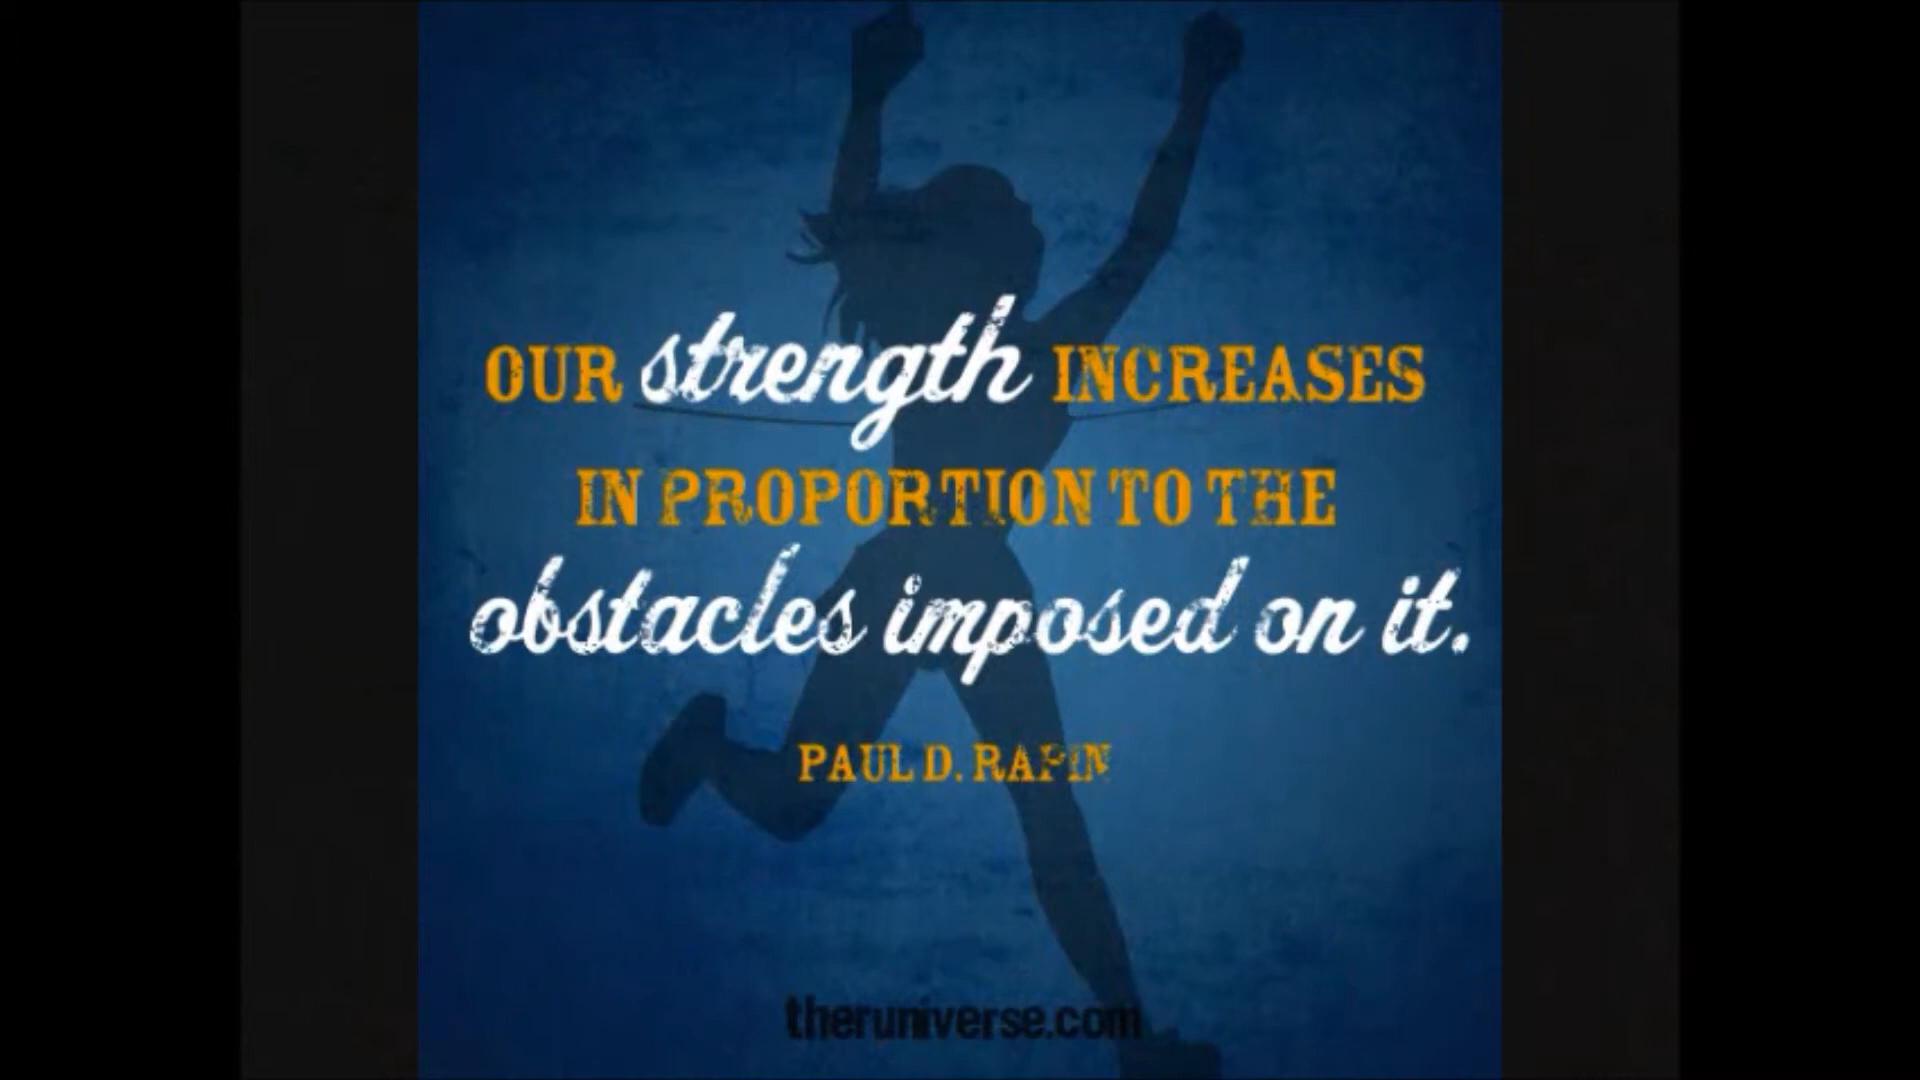 OUR strength INCREASES
IN PROPORTION TO THE
obstacles imposed on it.
PAUL D. RAPIN
theruniverse.com